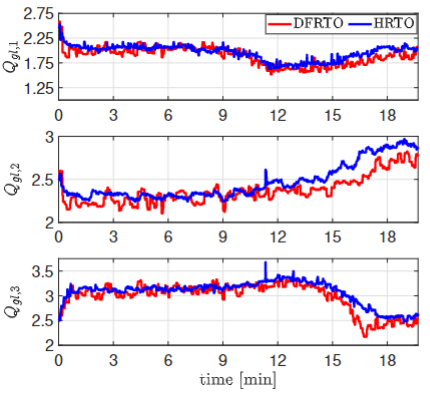 2.75
DFRTO HRTO
2.25
1.75
1.25
Q_{gl,1}
0 3 6 9 12 15 18
3
2.5
2
Q_{gl,2}
0 3 6 9 12 15 18
3.5
3
2.5
2
Q_{gl,3}
0 3 6 9 12 15 18
time [min]